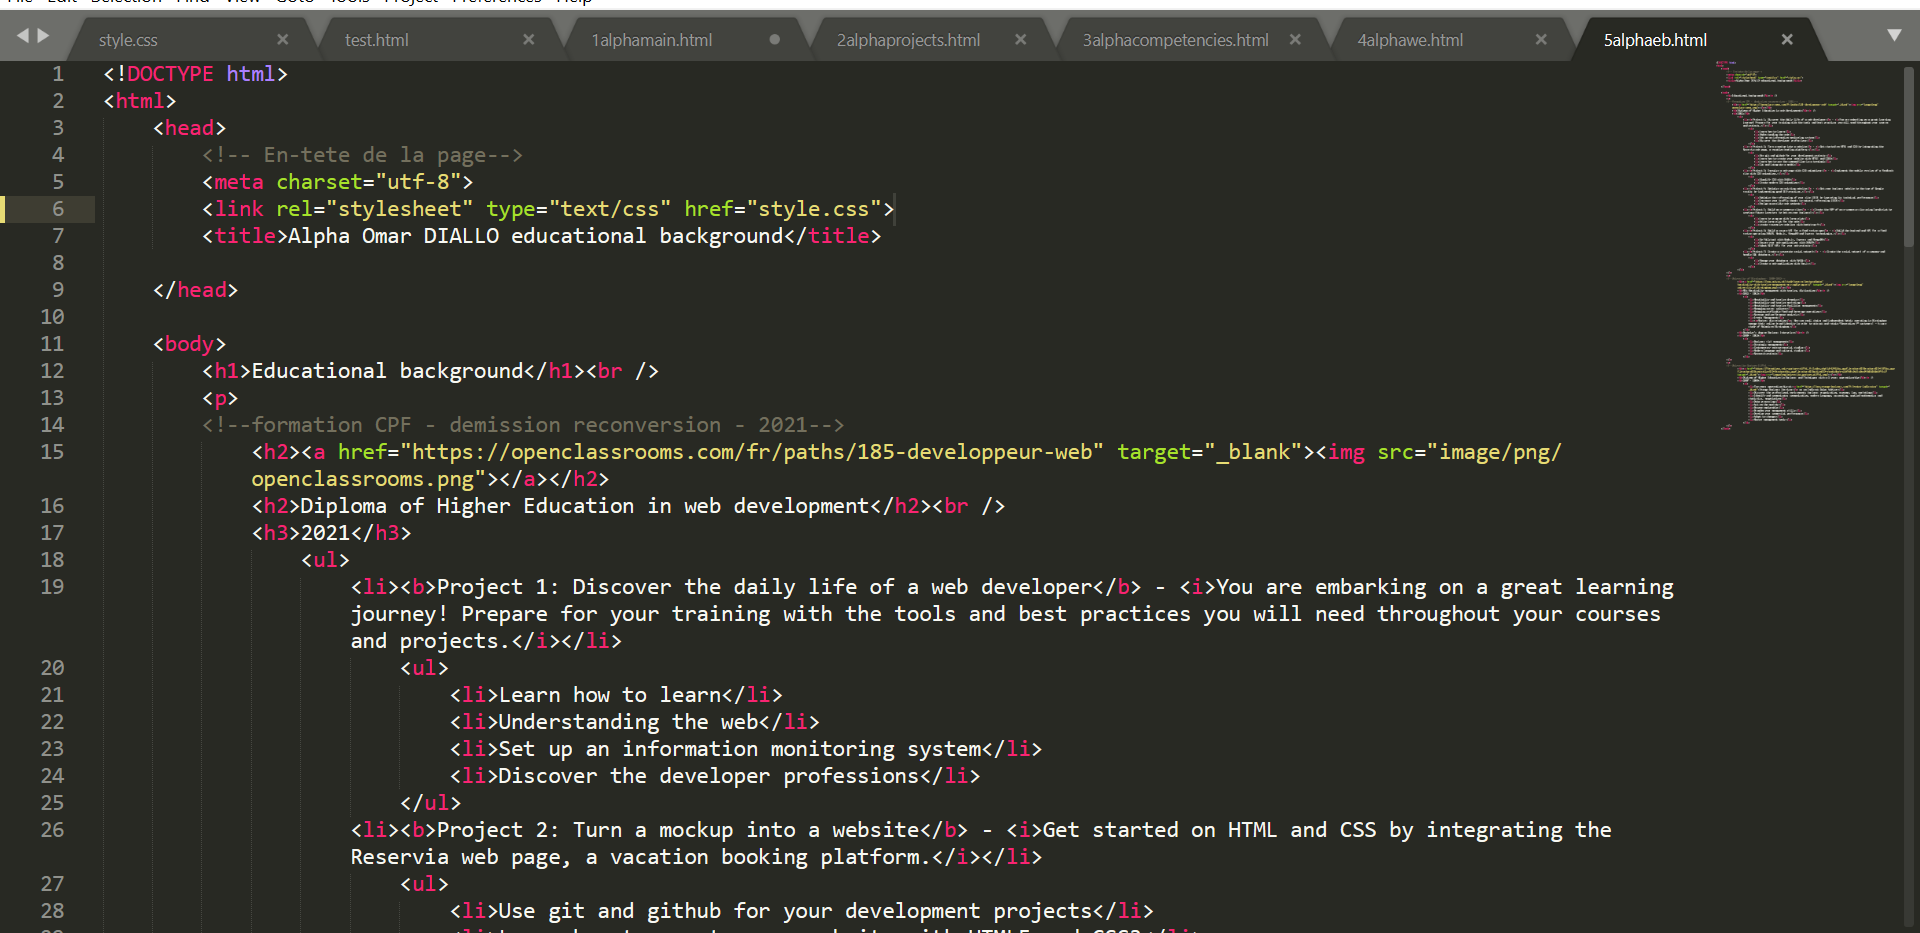 File Edit Selection Find View Goto Tools Project Preferences Help
style.css × test.html × 1alphamain.html 2alphaprojects.html × 3alphacompetencies.html × 4alphawe.html × 5alphaeb.html ×
1 <!DOCTYPE html>
2 <html>
3 <head>
4 <!-- En-tete de la page-->
5 <meta charset="utf-8">
6 <link rel="stylesheet" type="text/css" href="style.css">
7 <title>Alpha Omar DIALLO educational background</title>
8
9 </head>
10
11 <body>
12 <h1>Educational background</h1><br />
13 <p>
14 <!--formation CPF - demission reconversion - 2021-->
15 <h2><a href="https://openclassrooms.com/fr/paths/185-developpeur-web" target="_blank"><img src="image/png/
openclassrooms.png"></a></h2>
16 <h2>Diploma of Higher Education in web development</h2><br />
17 <h3>2021</h3>
18 <ul>
19 <li><b>Project 1: Discover the daily life of a web developer</b> - <i>You are embarking on a great learning
journey! Prepare for your training with the tools and best practices you will need throughout your courses
and projects.</i></li>
20 <ul>
21 <li>Learn how to learn</li>
22 <li>Understanding the web</li>
23 <li>Set up an information monitoring system</li>
24 <li>Discover the developer professions</li>
25 </ul>
26 <li><b>Project 2: Turn a mockup into a website</b> - <i>Get started on HTML and CSS by integrating the
Reservia web page, a vacation booking platform.</i></li>
27 <ul>
28 <li>Use git and github for your development projects</li>